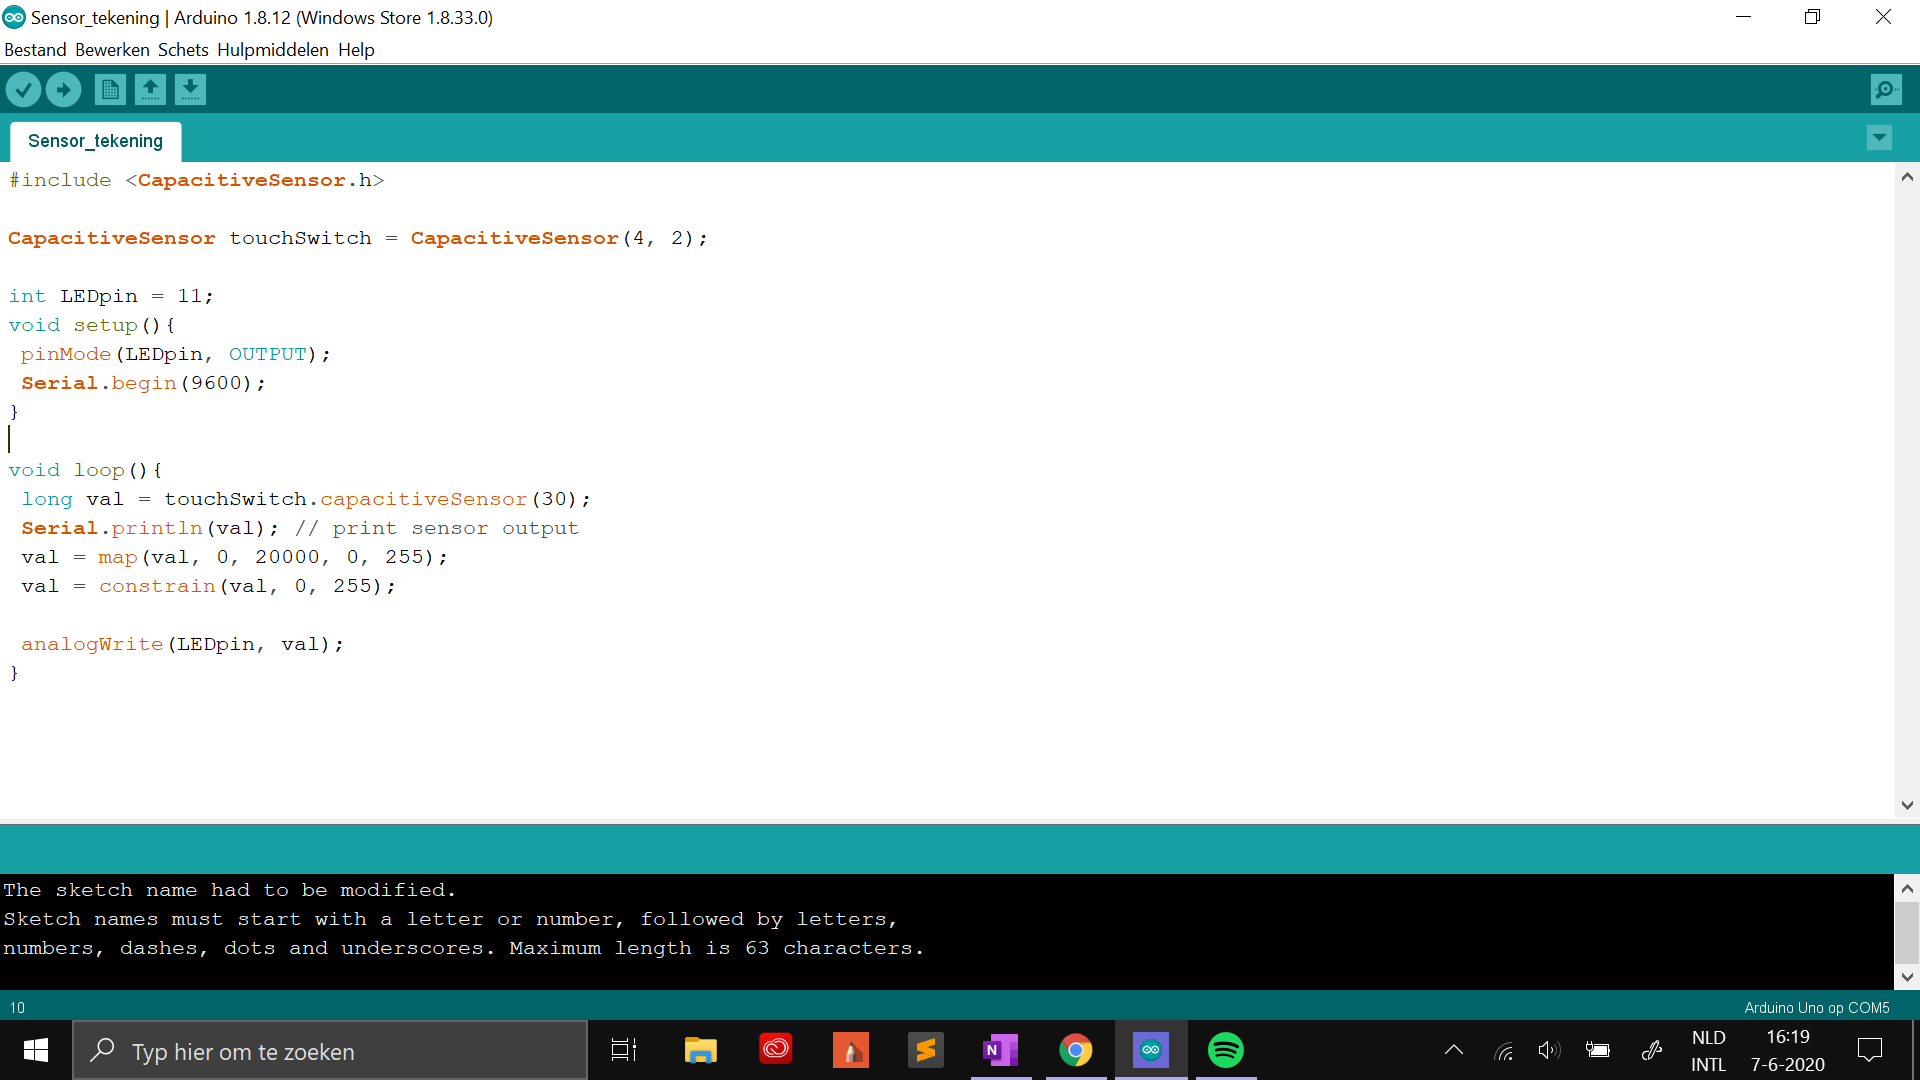 Sensor_tekening | Arduino 1.8.12 (Windows Store 1.8.33.0)
Bestand Bewerken Schets Hulpmiddelen Help
Sensor_tekening
#include <CapacitiveSensor.h>
CapacitiveSensor touchSwitch = CapacitiveSensor(4, 2);
int LEDpin = 11;
void setup(){
pinMode(LEDpin, OUTPUT);
Serial.begin(9600);
}
void loop(){
long val = touchSwitch.capacitiveSensor(30);
Serial.println(val); // print sensor output
val = map(val, 0, 20000, 0, 255);
val = constrain(val, 0, 255);
analogWrite(LEDpin, val);
}
The sketch name had to be modified.
Sketch names must start with a letter or number, followed by letters,
numbers, dashes, dots and underscores. Maximum length is 63 characters.
10
Arduino Uno op COM5
Typ hier om te zoeken
N
NLD
INTL
16:19
7-6-2020